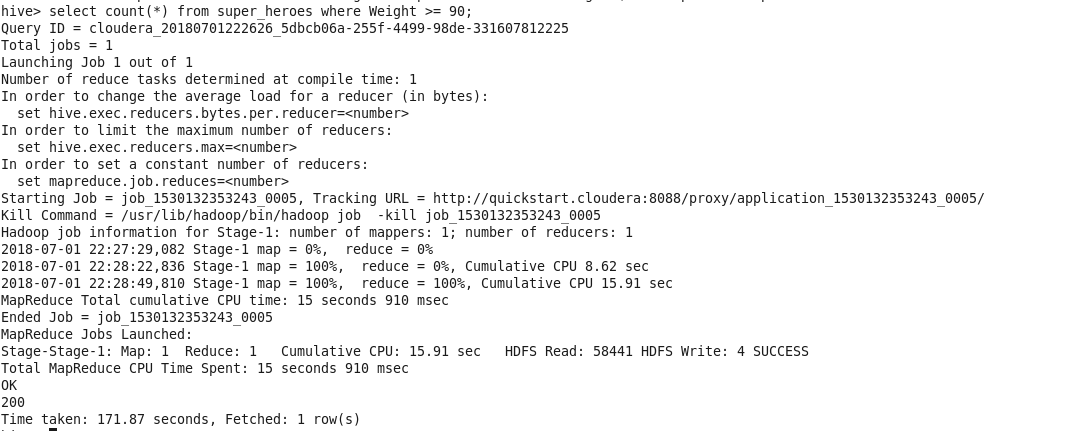 hive> select count(*) from super_heroes where Weight >= 90;
Query ID = cloudera_20180701222626_5dbcb06a-255f-4499-98de-331607812225
Total jobs = 1
Launching Job 1 out of 1
Number of reduce tasks determined at compile time: 1
In order to change the average load for a reducer (in bytes):
  set hive.exec.reducers.bytes.per.reducer=<number>
In order to limit the maximum number of reducers:
  set hive.exec.reducers.max=<number>
In order to set a constant number of reducers:
  set mapreduce.job.reduces=<number>
Starting Job = job_1530132353243_0005, Tracking URL = http://quickstart.cloudera:8088/proxy/application_1530132353243_0005/
Kill Command = /usr/lib/hadoop/bin/hadoop job  -kill job_1530132353243_0005
Hadoop job information for Stage-1: number of mappers: 1; number of reducers: 1
2018-07-01 22:27:29,082 Stage-1 map = 0%,  reduce = 0%
2018-07-01 22:28:22,836 Stage-1 map = 100%,  reduce = 0%, Cumulative CPU 8.62 sec
2018-07-01 22:28:49,810 Stage-1 map = 100%,  reduce = 100%, Cumulative CPU 15.91 sec
MapReduce Total cumulative CPU time: 15 seconds 910 msec
Ended Job = job_1530132353243_0005
MapReduce Jobs Launched:
Stage-Stage-1: Map: 1  Reduce: 1   Cumulative CPU: 15.91 sec   HDFS Read: 58441 HDFS Write: 4 SUCCESS
Total MapReduce CPU Time Spent: 15 seconds 910 msec
OK
200
Time taken: 171.87 seconds, Fetched: 1 row(s)